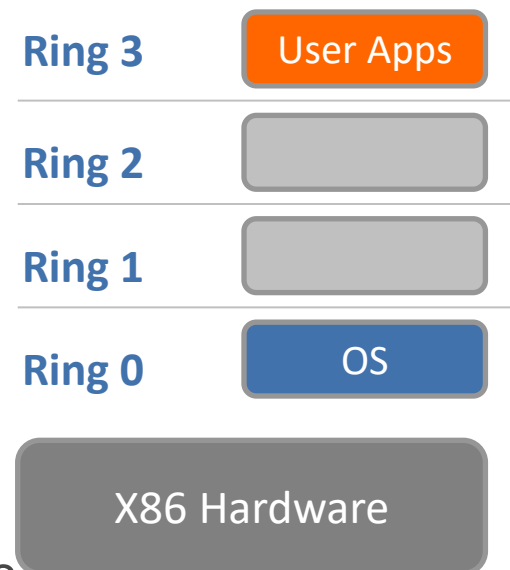 Ring 3 User Apps
Ring 2
Ring 1
Ring 0 OS
X86 Hardware